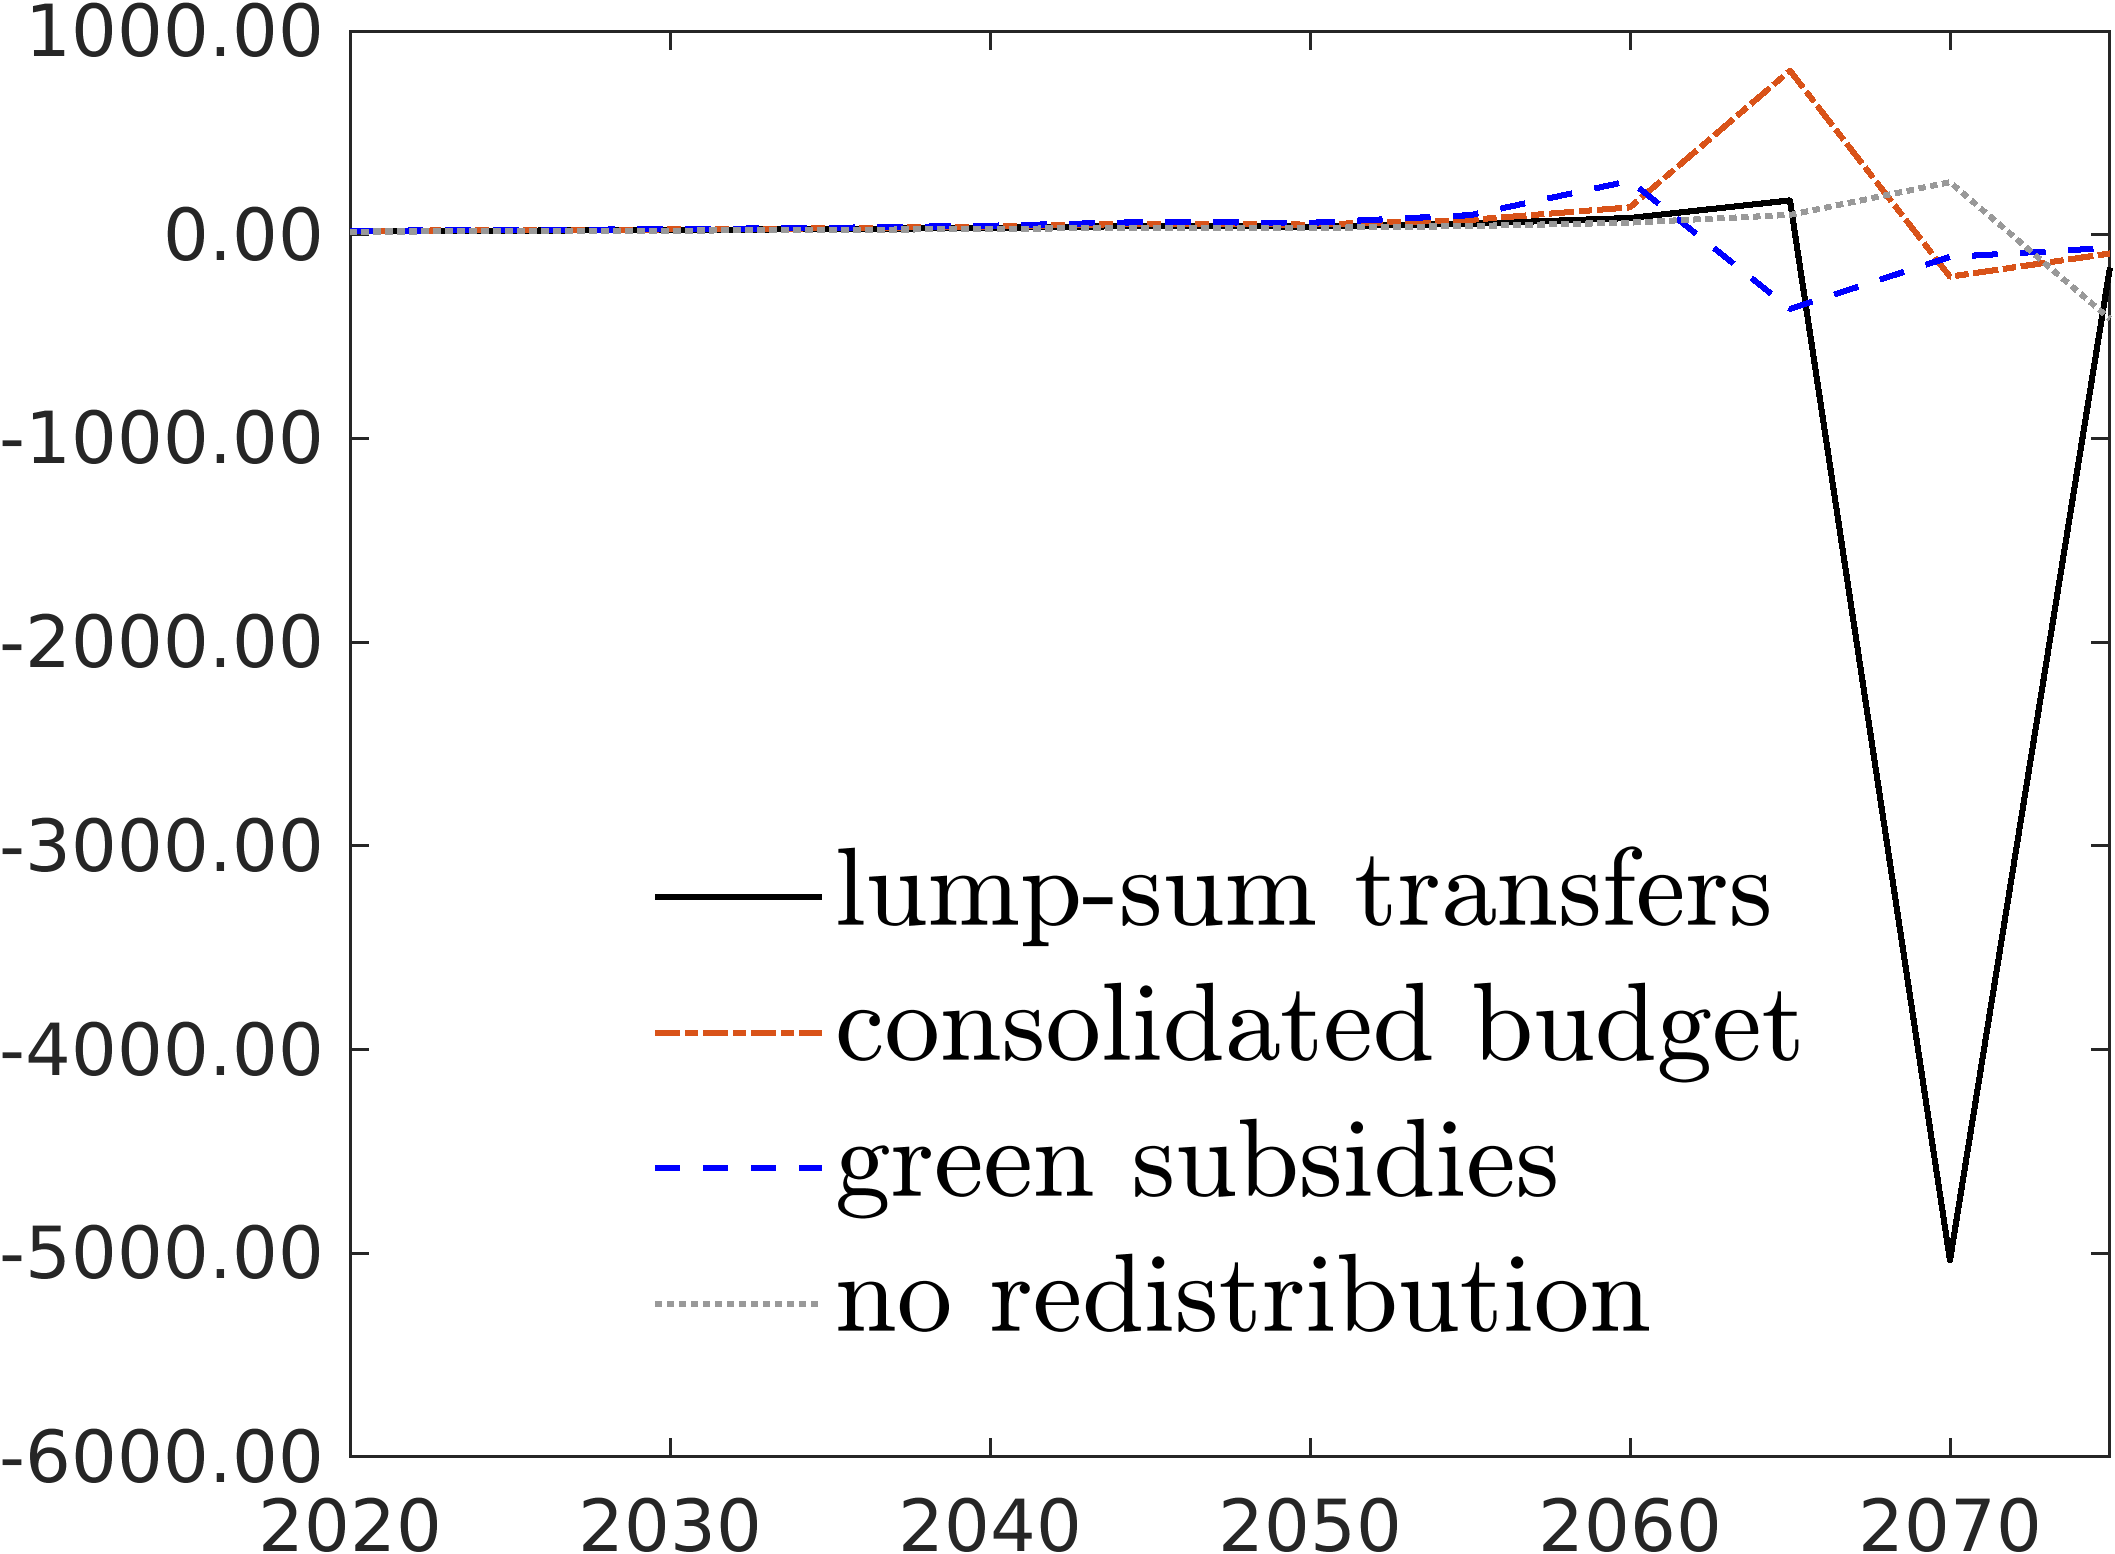 1000.00
0.00
-1000.00
-2000.00
-3000.00
-4000.00
-5000.00
-6000.00
lump-sum transfers
consolidated budget
green subsidies
no redistribution
2020 2030 2040 2050 2060 2070